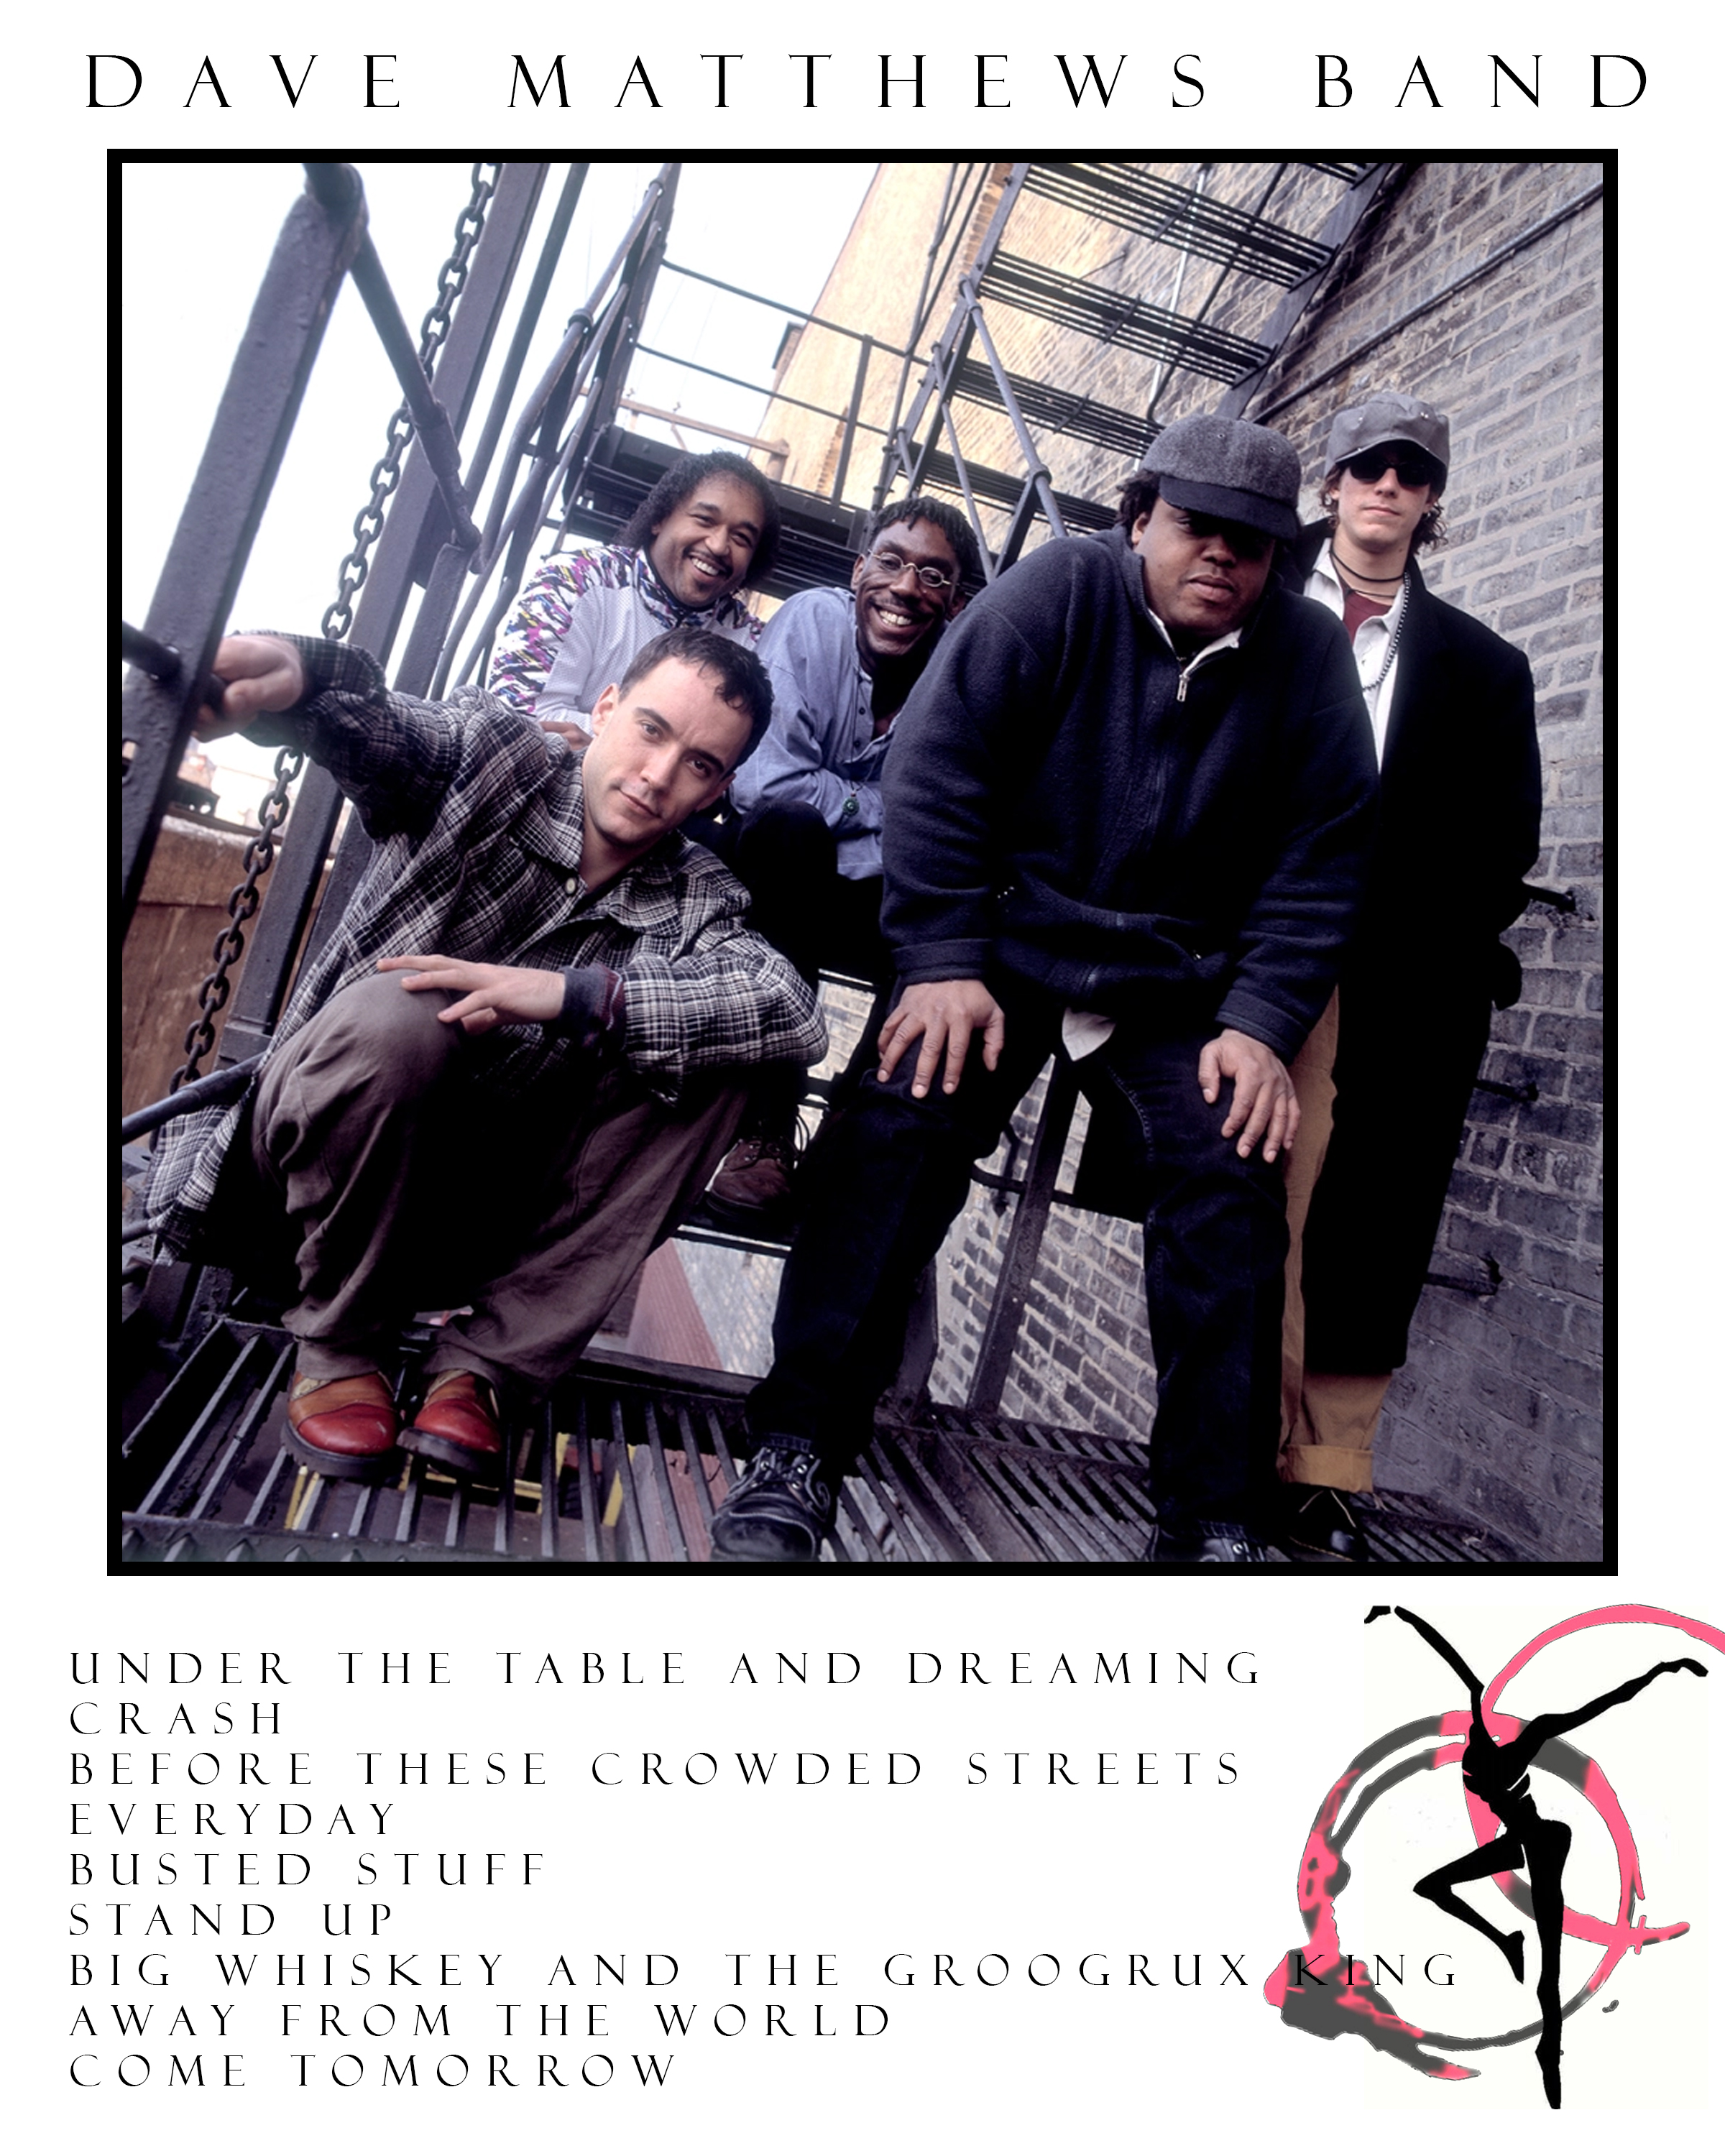 DAVE MATTHEWS BAND
UNDER THE TABLE AND DREAMING
CRASH
BEFORE THESE CROWDED STREETS
EVERYDAY
BUSTED STUFF
STAND UP
BIG WHISKEY AND THE GROOGRUX KING
AWAY FROM THE WORLD
COME TOMORROW